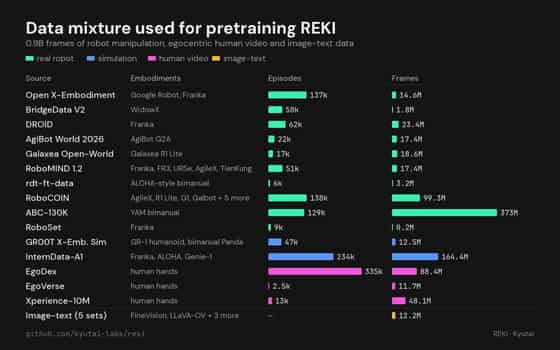 Data mixture used for pretraining REKI
0.9B frames of robot manipulation, egocentric human video and image-text data
real robot simulation human video image-text
Source Embodiments Episodes Frames
Open X-Embodiment Google Robot, Franka 137k 14.6M
BridgeData V2 WidowX 58k 1.8M
DROID Franka 62k 23.4M
AgiBot World 2026 AgiBot G2A 22k 17.4M
Galaxea Open-World Galaxea R1 Lite 17k 18.6M
RoboMIND 1.2 Franka, FR3, UR5e, AgileX, TienKung 51k 17.4M
rdt-ft-data ALOHA-style bimanual 6k 3.2M
RoboCOIN AgileX, R1 Lite, G1, Galbot + 5 more 138k 99.3M
ABC-130K YAM bimanual 129k 373M
RoboSet Franka 9k 0.2M
GR00T X-Emb. Sim GR-1 humanoid, bimanual Panda 47k 12.5M
InternData-A1 Franka, ALOHA, Genie-1 234k 164.4M
EgoDex human hands 335k 88.4M
EgoVerse human hands 2.5k 11.7M
Xperience-10M human hands 13k 48.1M
Image-text (5 sets) FineVision, LLaVA-OV + 3 more – 12.2M
github.com/kyutai-labs/reki REKI · Kyutai